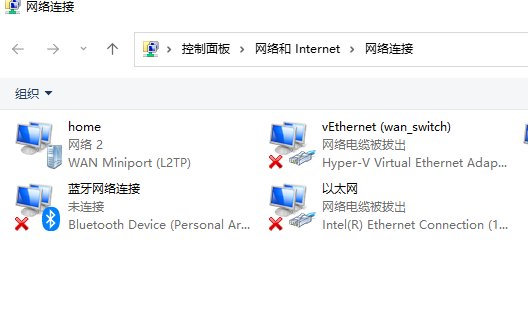 网络连接
控制面板 网络和 Internet 网络连接
组织
home
网络 2
WAN Miniport (L2TP)
vEthernet (wan_switch)
网络电缆被拔出
Hyper-V Virtual Ethernet Adap...
蓝牙网络连接
未连接
Bluetooth Device (Personal Ar...
以太网
网络电缆被拔出
Intel(R) Ethernet Connection (1...